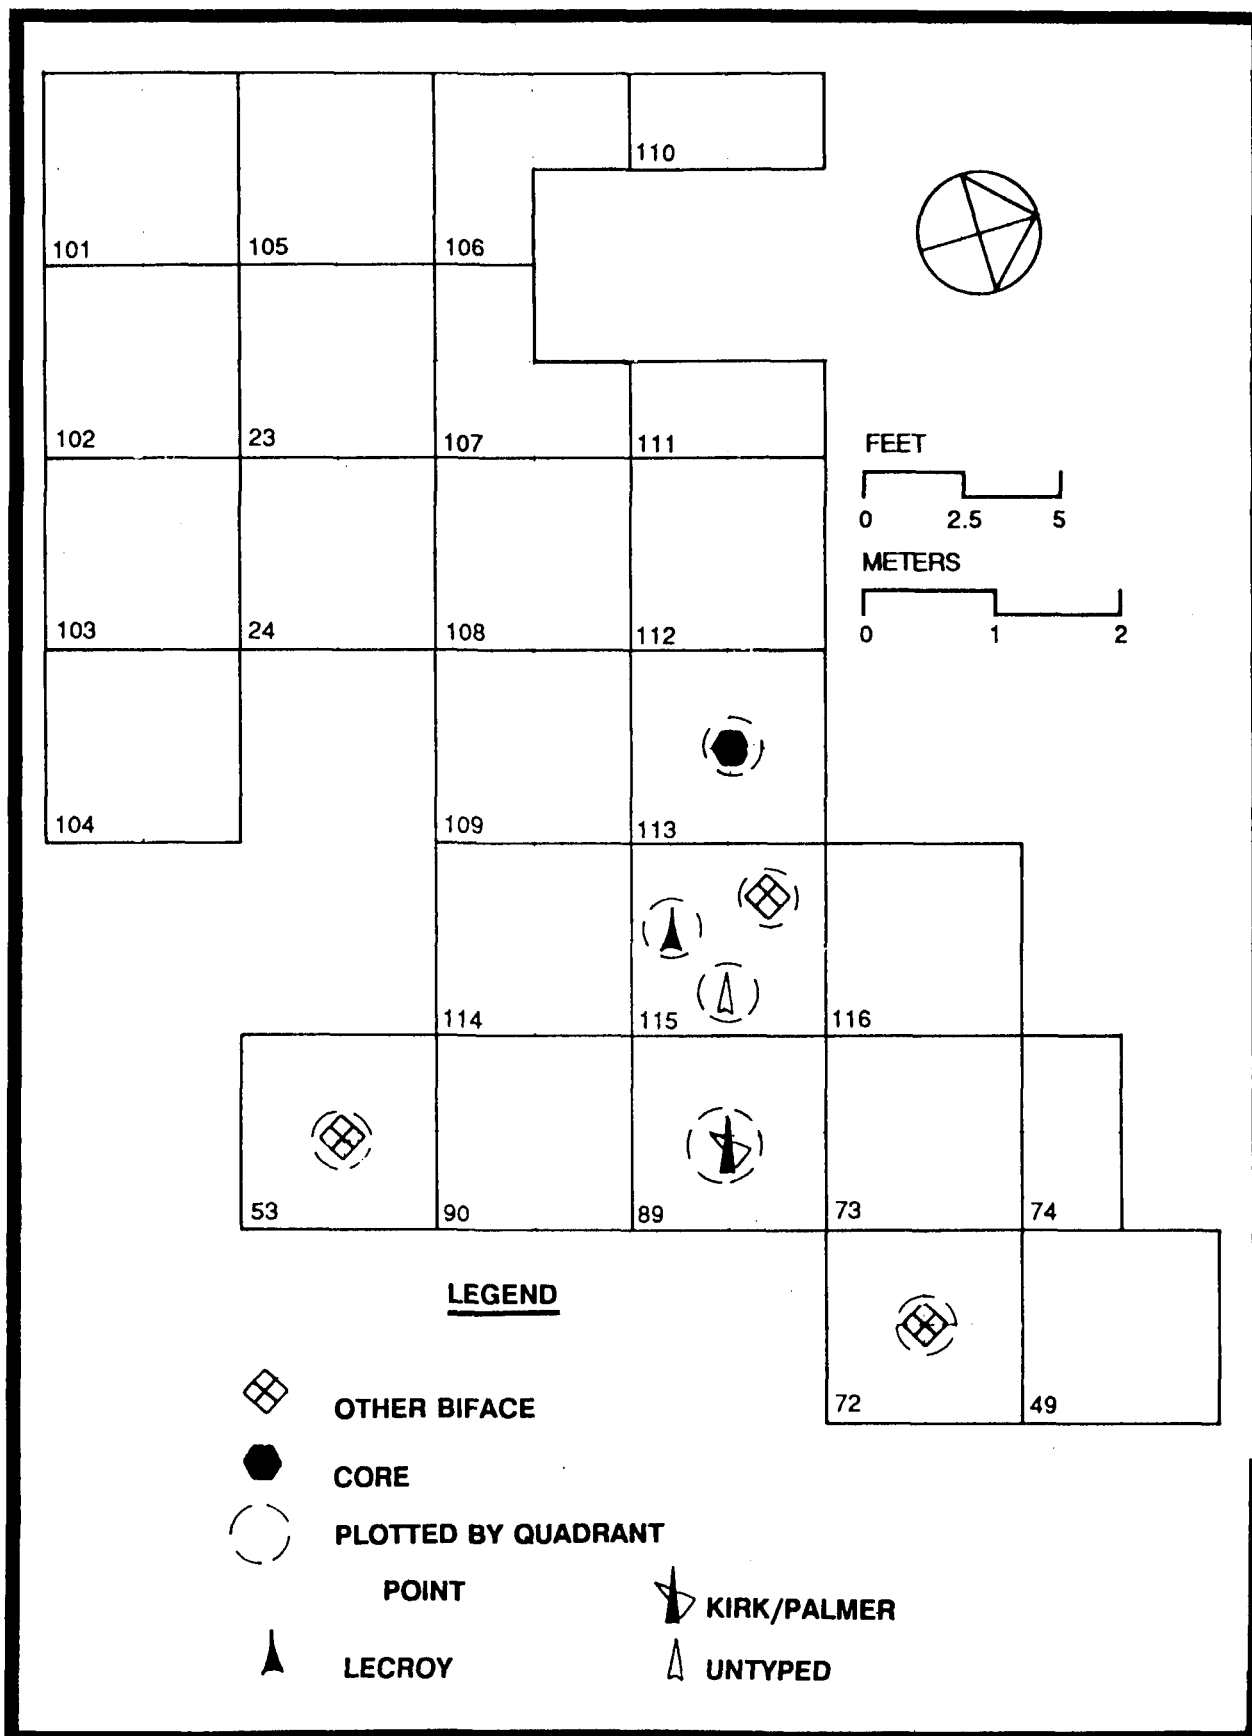 110
101 105 106
FEET
102 23 107 111
0 2.5 5
METERS
103 24 108 112
0 1 2
104 109 113
114 115 116
53 90 89 73 74
LEGEND
72 49
OTHER BIFACE
CORE
PLOTTED BY QUADRANT
POINT
KIRK/PALMER
LECROY
UNTYPED